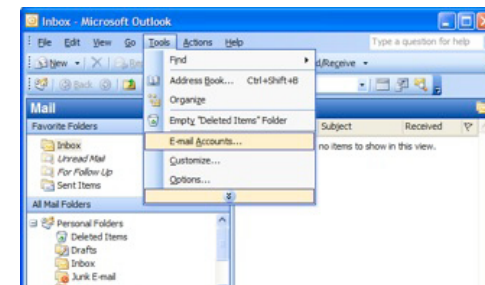 Inbox - Microsoft Outlook
File Edit View Go Tools Actions Help
Type a question for help
New
Find
d/Receive
Address Book... Ctrl+Shift+B
Back
Organize
Mail
Empty "Deleted Items" Folder
Favorite Folders
Subject Received
Inbox
E-mail Accounts...
no items to show in this view.
Unread Mail
Customize...
For Follow Up
Options...
Sent Items
All Mail Folders
Personal Folders
Deleted Items
Drafts
Inbox
Junk E-mail